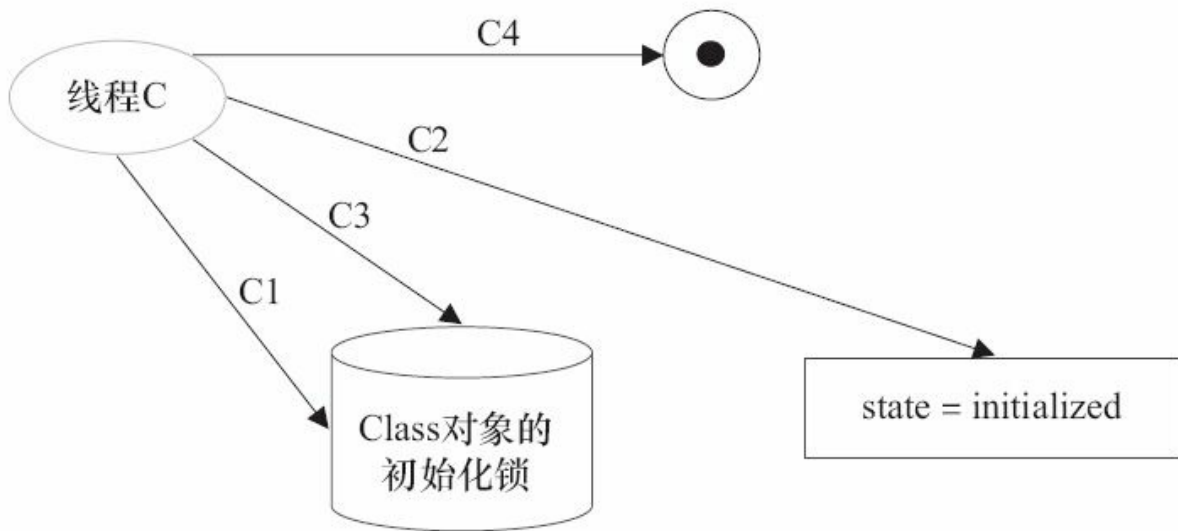 C4
线程C
C2
C3
C1
Class对象的
初始化锁
state = initialized